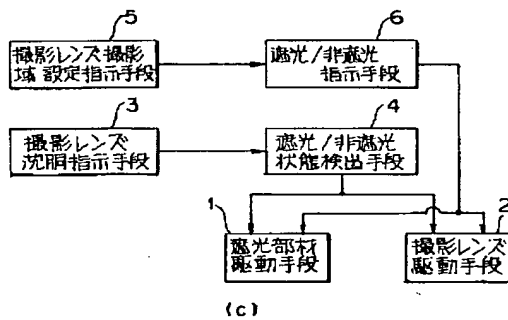 5
6
撮影レンズ撮影
域設定指示手段
遮光/非遮光
指示手段
3
4
撮影レンズ
沈胴指示手段
遮光/非遮光
状態検出手段
1
2
遮光部材
駆動手段
撮影レンズ
駆動手段
(c)